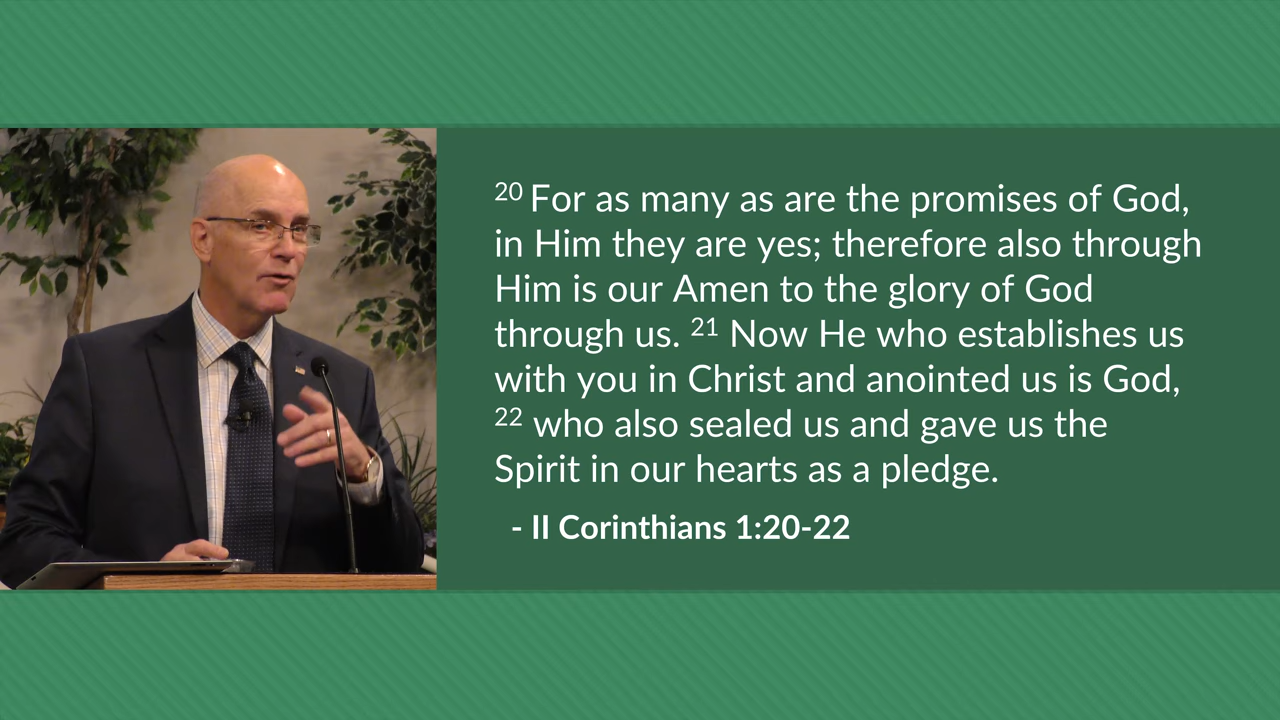 20 For as many as are the promises of God,
in Him they are yes; therefore also through
Him is our Amen to the glory of God
through us. 21 Now He who establishes us
with you in Christ and anointed us is God,
22 who also sealed us and gave us the
Spirit in our hearts as a pledge.
- II Corinthians 1:20-22